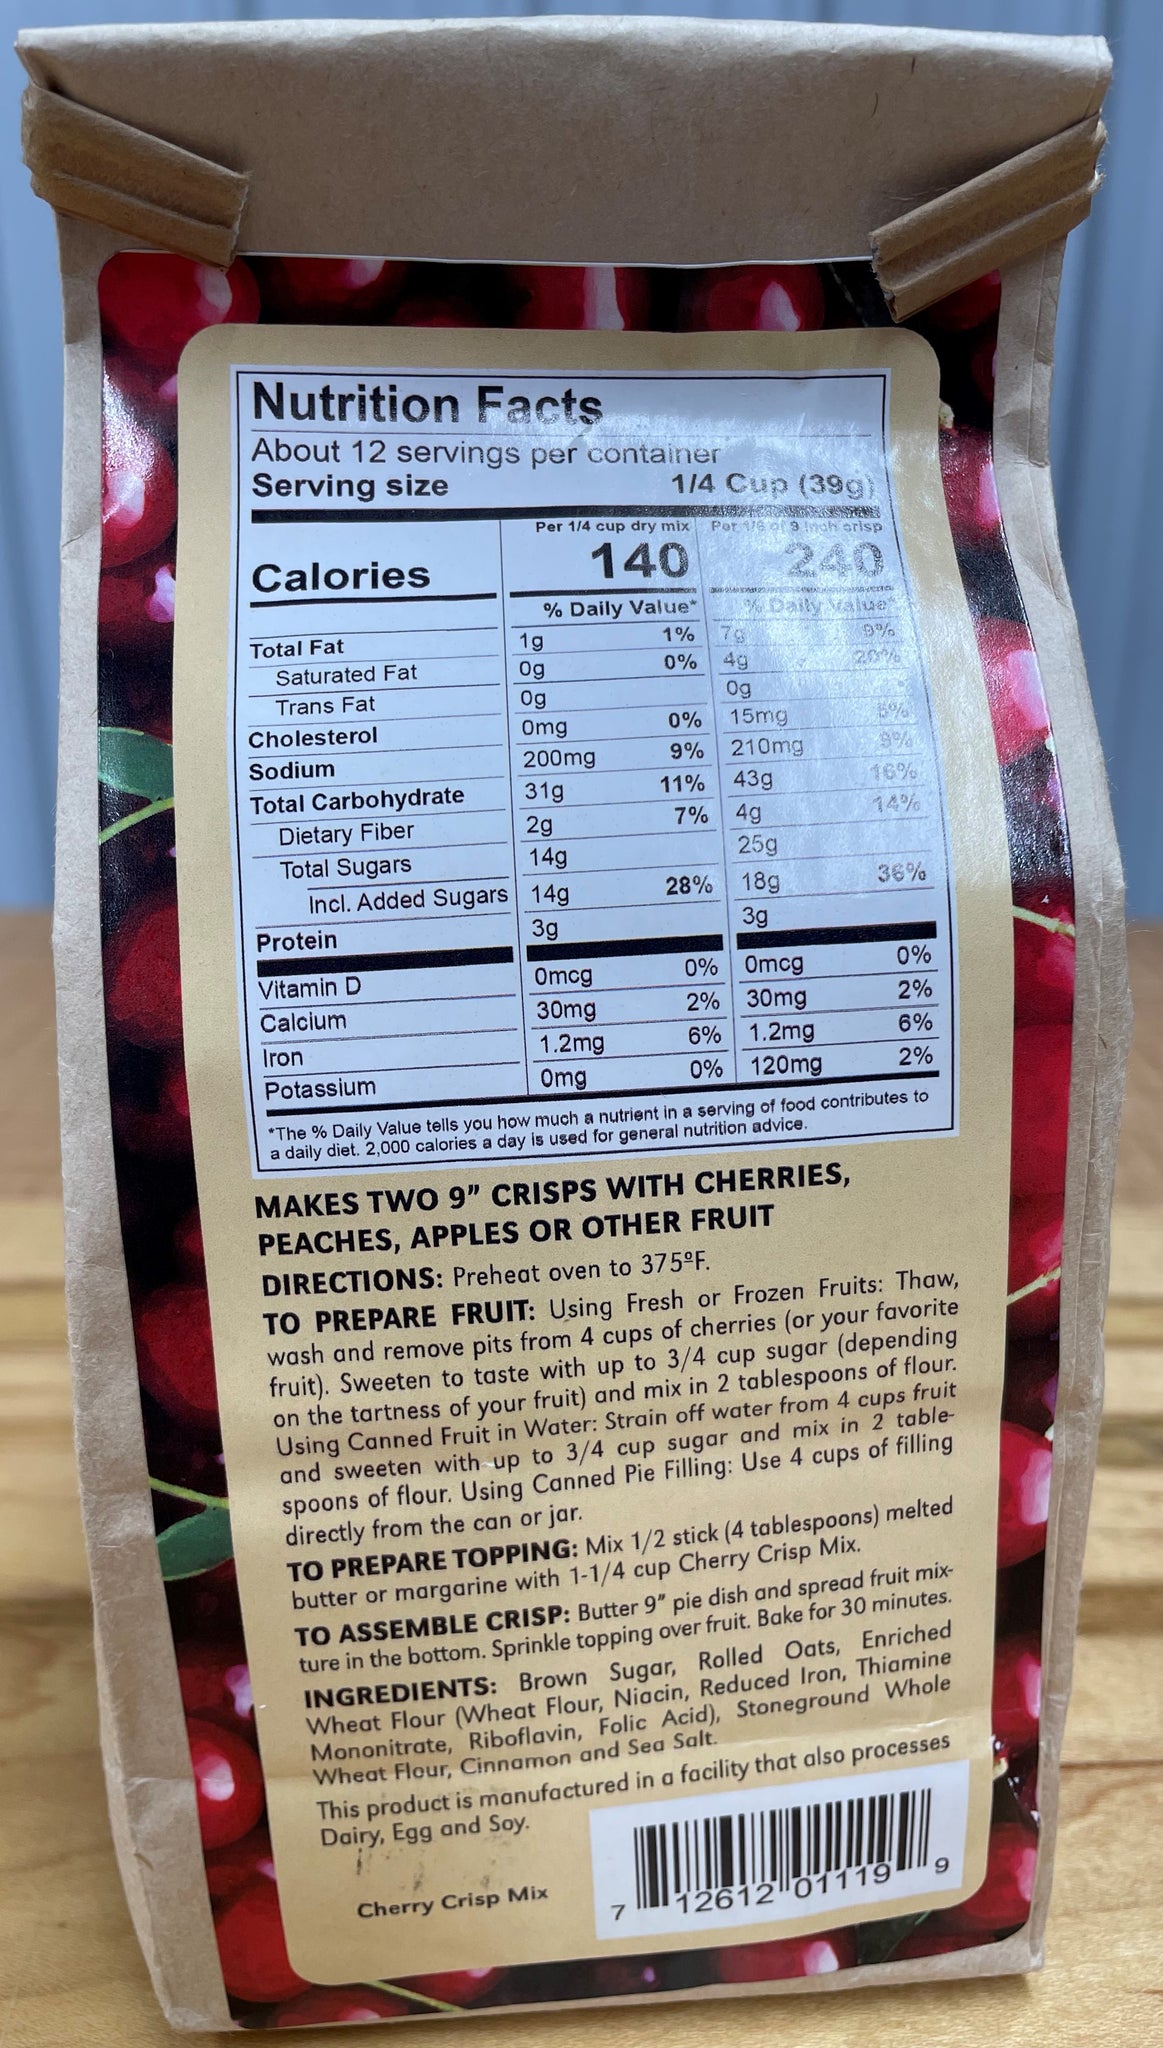 Nutrition Facts
About 12 servings per container
Serving size 1/4 Cup (39g)
Per 1/4 cup dry mix Per 1/6 of 9 inch crisp
Calories 140 240
% Daily Value* % Daily Value*
Total Fat 1g 1% 7g 9%
Saturated Fat 0g 0% 4g 20%
Trans Fat 0g 0g
Cholesterol 0mg 0% 15mg 5%
Sodium 200mg 9% 210mg 9%
Total Carbohydrate 31g 11% 43g 16%
Dietary Fiber 2g 7% 4g 14%
Total Sugars 14g 25g
Incl. Added Sugars 14g 28% 18g 36%
Protein 3g 3g
Vitamin D 0mcg 0% 0mcg 0%
Calcium 30mg 2% 30mg 2%
Iron 1.2mg 6% 1.2mg 6%
Potassium 0mg 0% 120mg 2%
*The % Daily Value tells you how much a nutrient in a serving of food contributes to
a daily diet. 2,000 calories a day is used for general nutrition advice.
MAKES TWO 9" CRISPS WITH CHERRIES,
PEACHES, APPLES OR OTHER FRUIT
DIRECTIONS: Preheat oven to 375ºF.
TO PREPARE FRUIT: Using Fresh or Frozen Fruits: Thaw,
wash and remove pits from 4 cups of cherries (or your favorite
fruit). Sweeten to taste with up to 3/4 cup sugar (depending
on the tartness of your fruit) and mix in 2 tablespoons of flour.
Using Canned Fruit in Water: Strain off water from 4 cups fruit
and sweeten with up to 3/4 cup sugar and mix in 2 table-
spoons of flour. Using Canned Pie Filling: Use 4 cups of filling
directly from the can or jar.
TO PREPARE TOPPING: Mix 1/2 stick (4 tablespoons) melted
butter or margarine with 1-1/4 cup Cherry Crisp Mix.
TO ASSEMBLE CRISP: Butter 9" pie dish and spread fruit mix-
ture in the bottom. Sprinkle topping over fruit. Bake for 30 minutes.
INGREDIENTS: Brown Sugar, Rolled Oats, Enriched
Wheat Flour (Wheat Flour, Niacin, Reduced Iron, Thiamine
Mononitrate, Riboflavin, Folic Acid), Stoneground Whole
Wheat Flour, Cinnamon and Sea Salt.
This product is manufactured in a facility that also processes
Dairy, Egg and Soy.
Cherry Crisp Mix
7 12612 01119 9